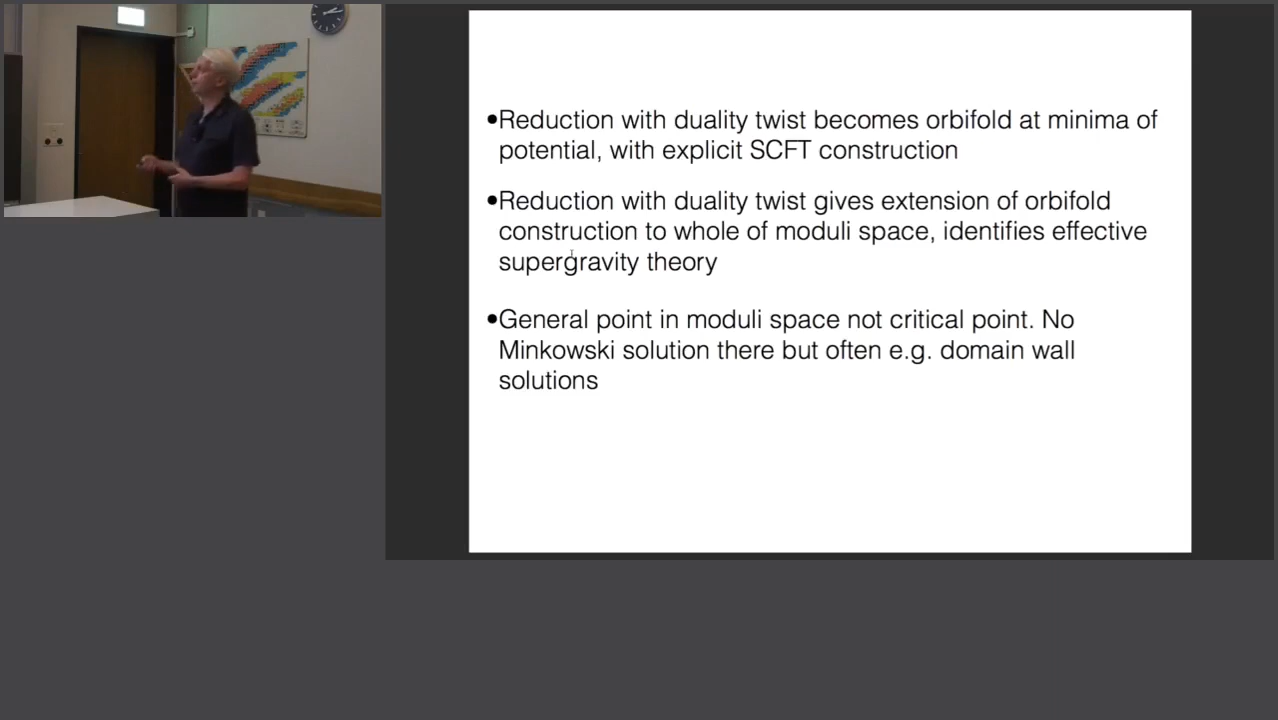 •Reduction with duality twist becomes orbifold at minima of
potential, with explicit SCFT construction
•Reduction with duality twist gives extension of orbifold
construction to whole of moduli space, identifies effective
supergravity theory
•General point in moduli space not critical point. No
Minkowski solution there but often e.g. domain wall
solutions